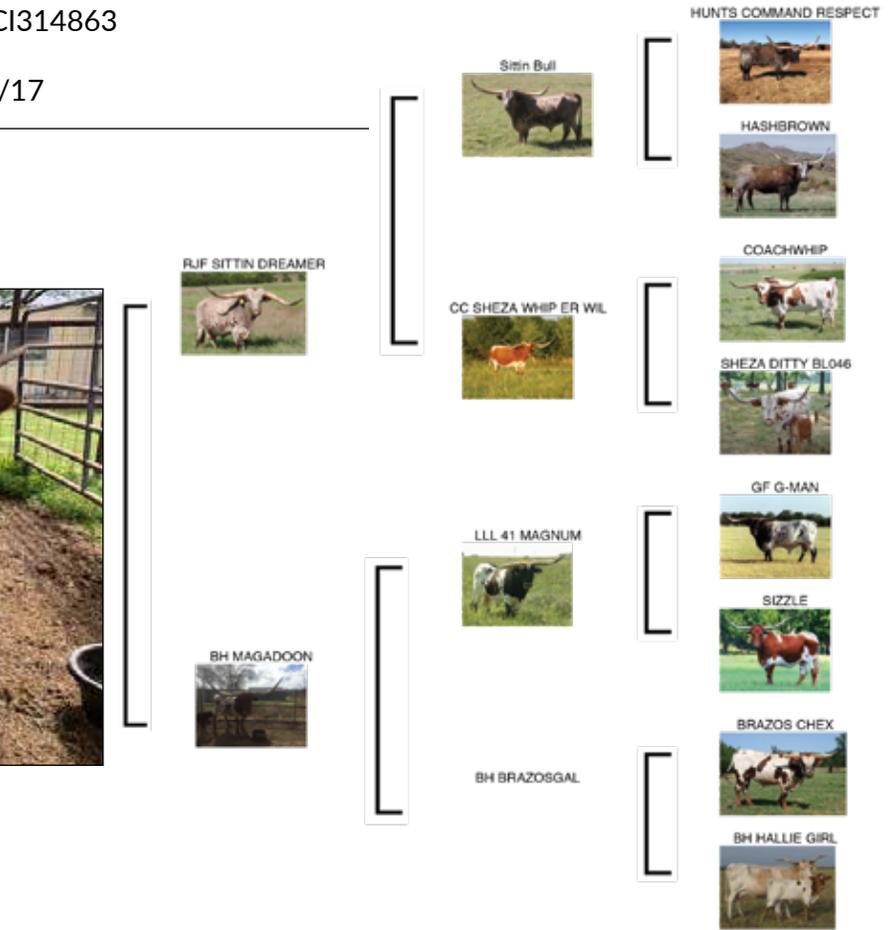 CI314863
/17
HUNTS COMMAND RESPECT
Sittin Bull
HASHBROWN
COACHWHIP
RJF SITTIN DREAMER
CC SHEZA WHIP ER WIL
SHEZA DITTY BL046
GF G-MAN
LLL 41 MAGNUM
SIZZLE
BH MAGADOON
BRAZOS CHEX
BH BRAZOSGAL
BH HALLIE GIRL